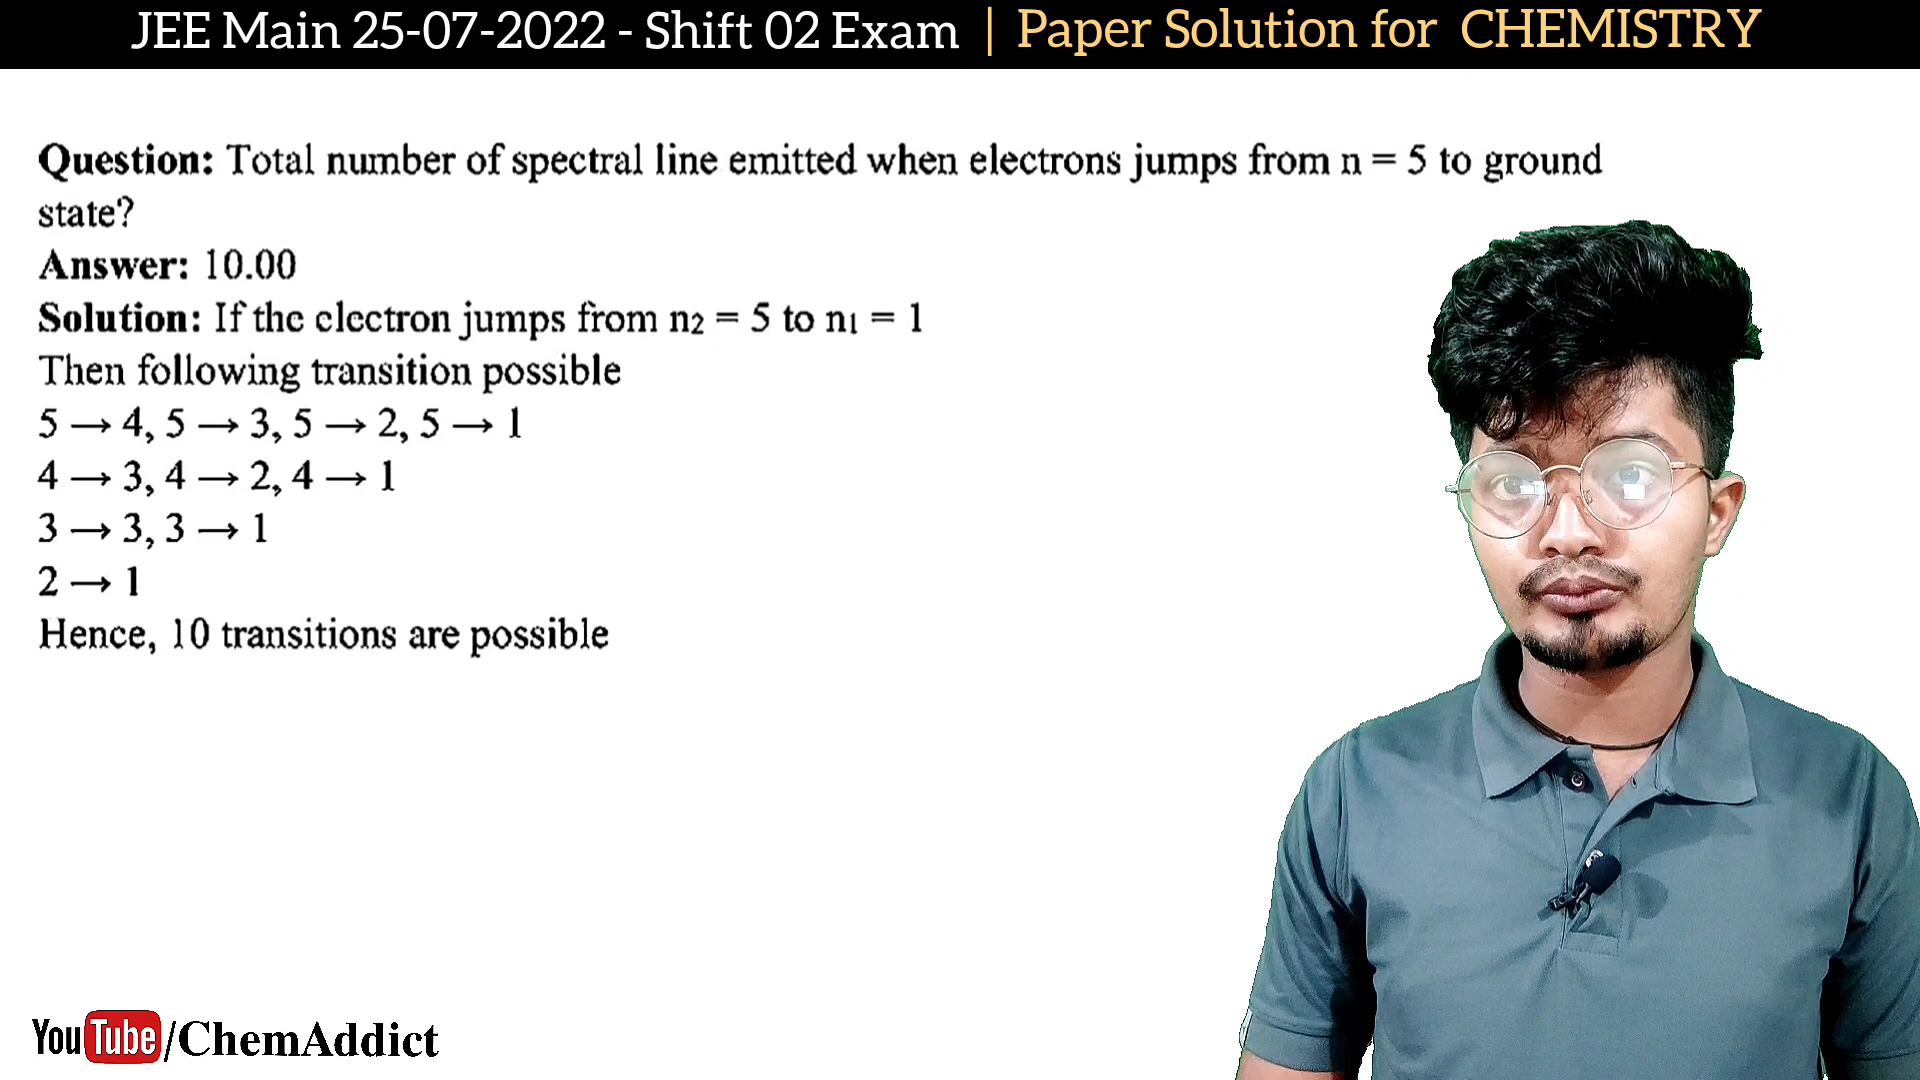 JEE Main 25-07-2022 - Shift 02 Exam | Paper Solution for CHEMISTRY
Question: Total number of spectral line emitted when electrons jumps from n = 5 to ground
state?
Answer: 10.00
Solution: If the electron jumps from n₂ = 5 to n₁ = 1
Then following transition possible
5 → 4, 5 → 3, 5 → 2, 5 → 1
4 → 3, 4 → 2, 4 → 1
3 → 3, 3 → 1
2 → 1
Hence, 10 transitions are possible
YouTube/ChemAddict